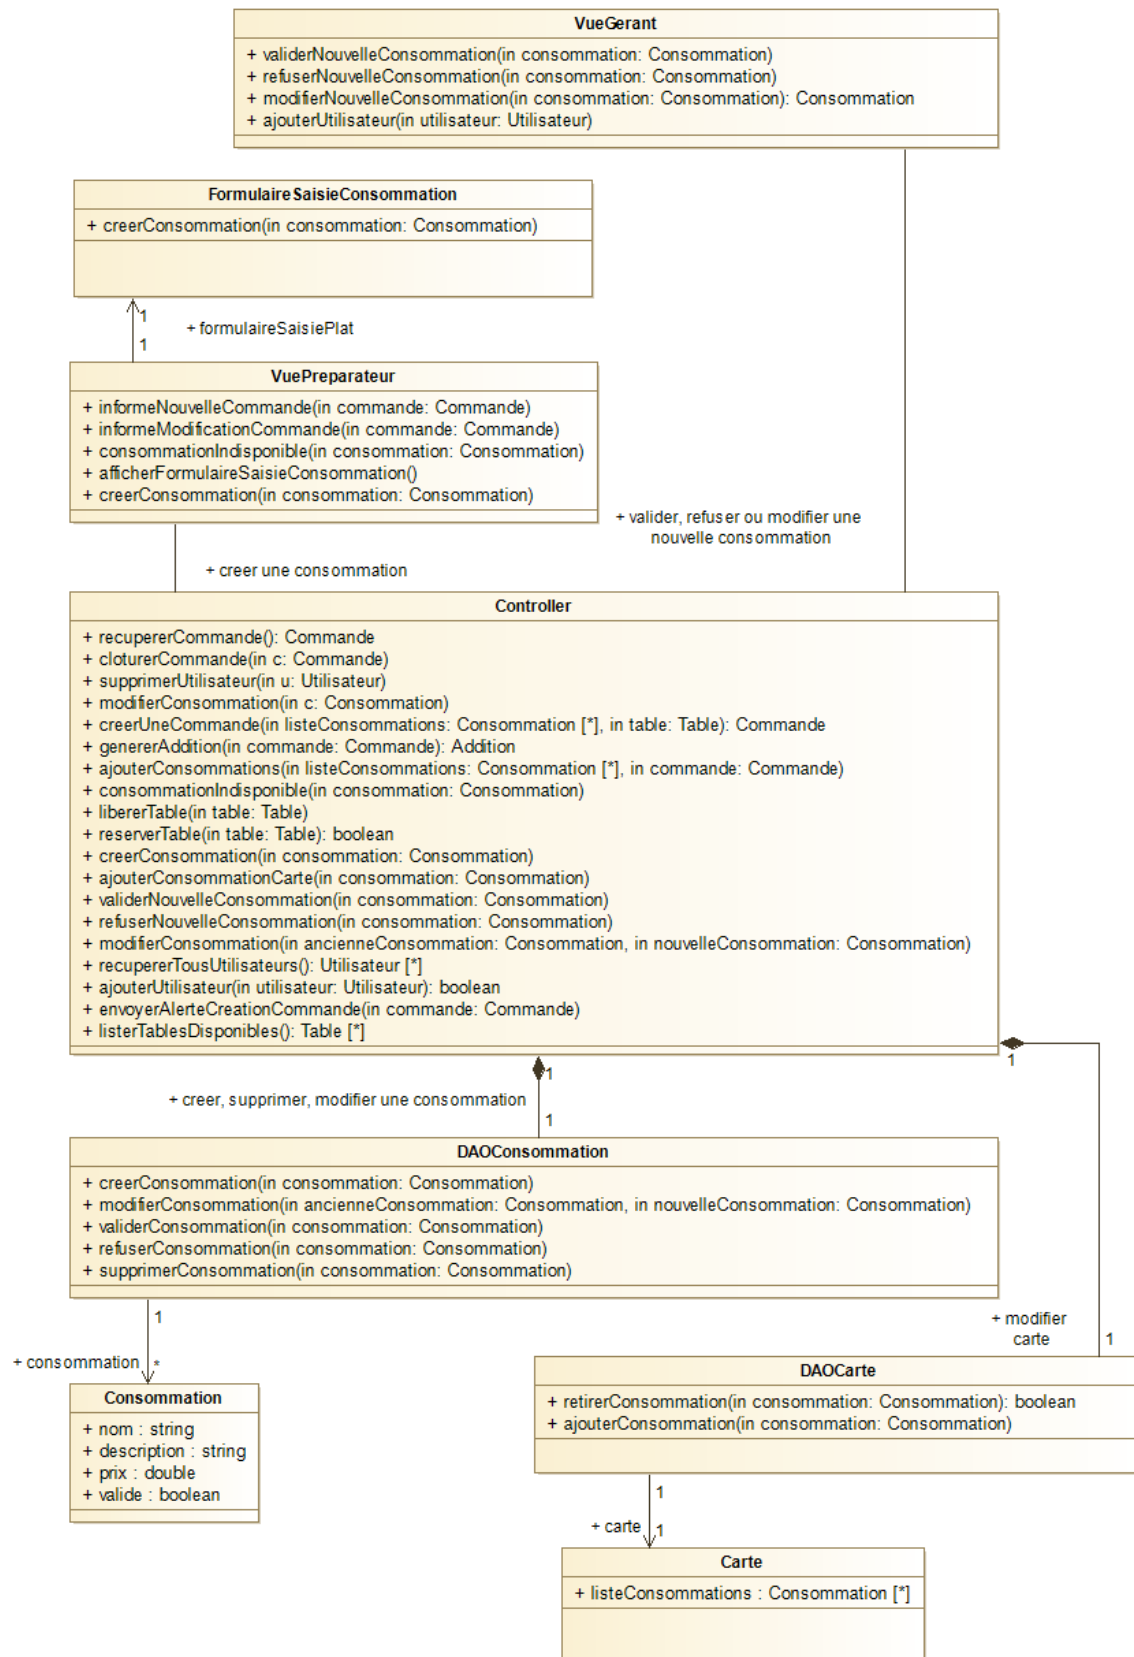 VueGerant
+ validerNouvelleConsommation(in consommation: Consommation)
+ refuserNouvelleConsommation(in consommation: Consommation)
+ modifierNouvelleConsommation(in consommation: Consommation): Consommation
+ ajouterUtilisateur(in utilisateur: Utilisateur)
FormulaireSaisieConsommation
+ creerConsommation(in consommation: Consommation)
1
+ formulaireSaisiePlat
1
VuePreparateur
+ informeNouvelleCommande(in commande: Commande)
+ informeModificationCommande(in commande: Commande)
+ consommationIndisponible(in consommation: Consommation)
+ afficherFormulaireSaisieConsommation()
+ creerConsommation(in consommation: Consommation)
+ valider, refuser ou modifier une
nouvelle consommation
+ creer une consommation
Controller
+ recupererCommande(): Commande
+ cloturerCommande(in c: Commande)
+ supprimerUtilisateur(in u: Utilisateur)
+ modifierConsommation(in c: Consommation)
+ creerUneCommande(in listeConsommations: Consommation [*], in table: Table): Commande
+ genererAddition(in commande: Commande): Addition
+ ajouterConsommations(in listeConsommations: Consommation [*], in commande: Commande)
+ consommationIndisponible(in consommation: Consommation)
+ libererTable(in table: Table)
+ reserverTable(in table: Table): boolean
+ creerConsommation(in consommation: Consommation)
+ ajouterConsommationCarte(in consommation: Consommation)
+ validerNouvelleConsommation(in consommation: Consommation)
+ refuserNouvelleConsommation(in consommation: Consommation)
+ modifierConsommation(in ancienneConsommation: Consommation, in nouvelleConsommation: Consommation)
+ recupererTousUtilisateurs(): Utilisateur [*]
+ ajouterUtilisateur(in utilisateur: Utilisateur): boolean
+ envoyerAlerteCreationCommande(in commande: Commande)
+ listerTablesDisponibles(): Table [*]
1
1
+ creer, supprimer, modifier une consommation
1
DAOConsommation
+ creerConsommation(in consommation: Consommation)
+ modifierConsommation(in ancienneConsommation: Consommation, in nouvelleConsommation: Consommation)
+ validerConsommation(in consommation: Consommation)
+ refuserConsommation(in consommation: Consommation)
+ supprimerConsommation(in consommation: Consommation)
1
+ modifier
carte
1
+ consommation
*
Consommation
+ nom : string
+ description : string
+ prix : double
+ valide : boolean
DAOCarte
+ retirerConsommation(in consommation: Consommation): boolean
+ ajouterConsommation(in consommation: Consommation)
1
+ carte
1
Carte
+ listeConsommations : Consommation [*]